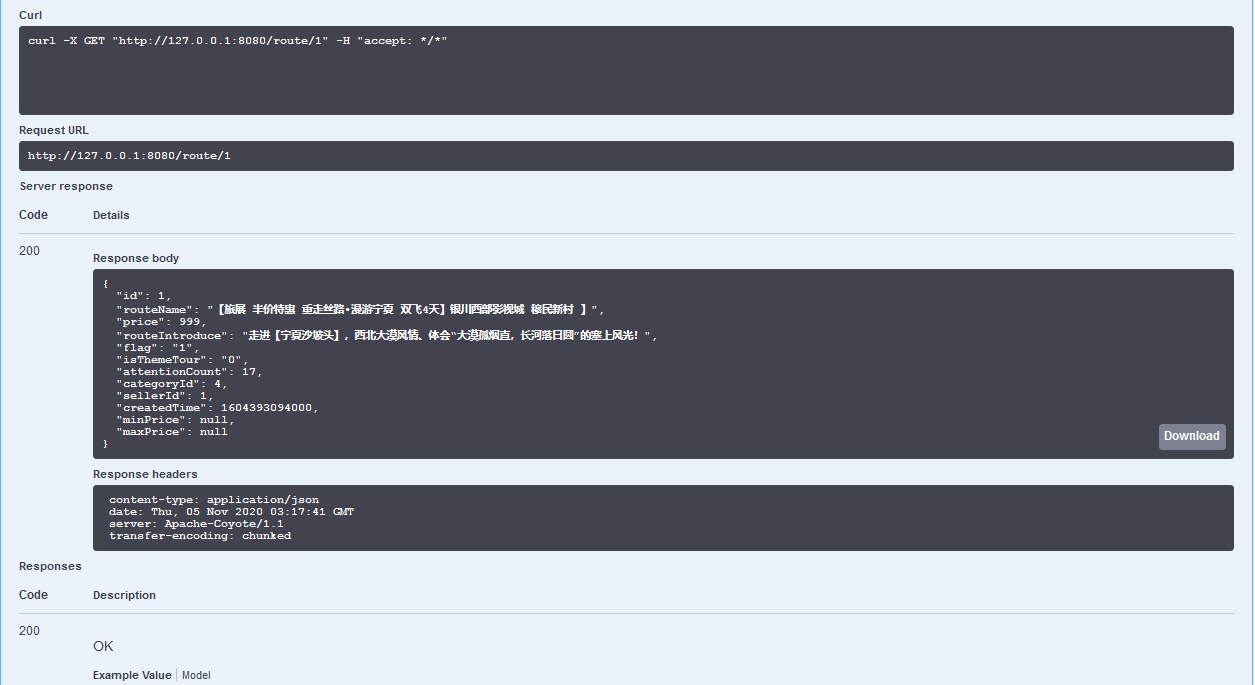 Curl
curl -X GET "http://127.0.0.1:8080/route/1" -H "accept: */*"
Request URL
http://127.0.0.1:8080/route/1
Server response
Code Details
200
Response body
{
"id": 1,
"routeName": "【旅展 半价特惠 重走丝路•漫游宁夏 双飞4天】银川西部影视城 移民新村 】",
"price": 999,
"routeIntroduce": "走进【宁夏沙坡头】，西北大漠风情、体会“大漠孤烟直，长河落日圆”的塞上风光！",
"flag": "1",
"isThemeTour": "0",
"attentionCount": 17,
"categoryId": 4,
"sellerId": 1,
"createdTime": 1604393094000,
"minPrice": null,
"maxPrice": null
}
Download
Response headers
content-type: application/json
date: Thu, 05 Nov 2020 03:17:41 GMT
server: Apache-Coyote/1.1
transfer-encoding: chunked
Responses
Code Description
200
OK
Example Value Model